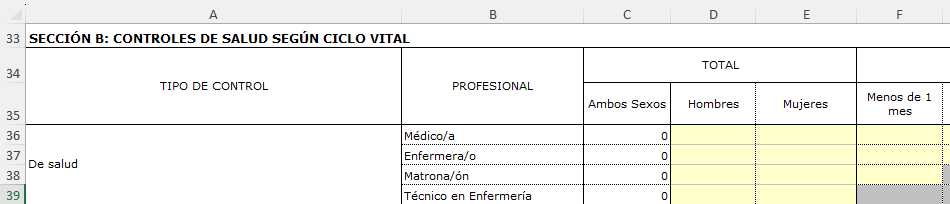 A B C D E F
33 SECCIÓN B: CONTROLES DE SALUD SEGÚN CICLO VITAL
34 TOTAL
TIPO DE CONTROL PROFESIONAL
35 Ambos Sexos Hombres Mujeres Menos de 1
mes
36 Médico/a 0
37 Enfermera/o 0
De salud
38 Matrona/ón 0
39 Técnico en Enfermería 0